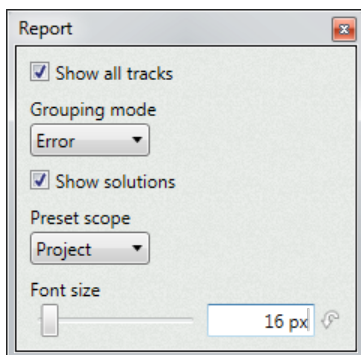 Report
Show all tracks
Grouping mode
Error
Show solutions
Preset scope
Project
Font size
16 px